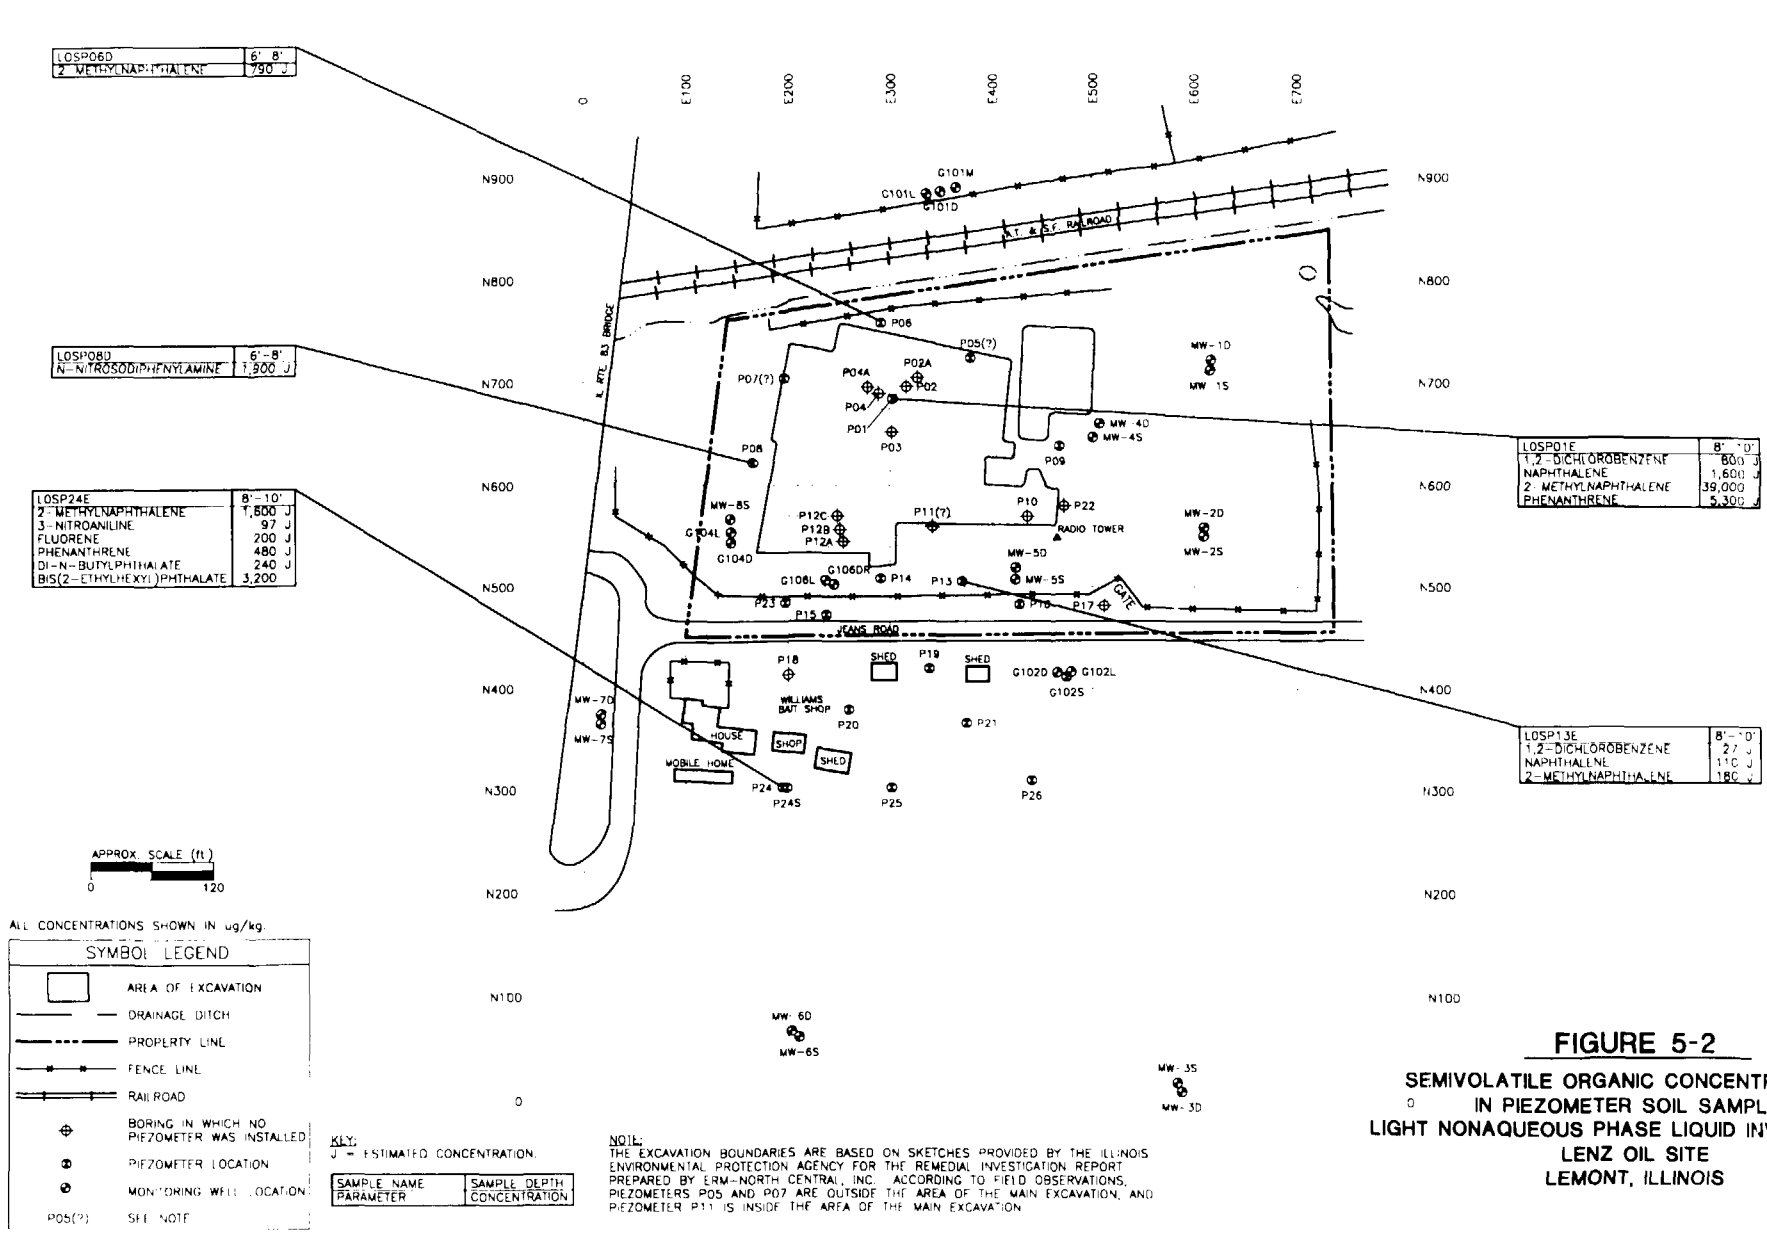 LOSP06D 6' 8'
2 METHYLNAPHTHALENE 790 J
LOSP08D 6'-8'
N-NITROSODIPHENYLAMINE 1,900 J
LOSP24E 8'-10'
2-METHYLNAPHTHALENE 1,600 J
3-NITROANILINE 97 J
FLUORENE 200 J
PHENANTHRENE 480 J
DI-N-BUTYLPHTHALATE 240 J
BIS(2-ETHYLHEXYL)PHTHALATE 3,200
LOSP01E 8' 10'
1,2-DICHLOROBENZENE 800 J
NAPHTHALENE 1,600 J
2 METHYLNAPHTHALENE 39,000
PHENANTHRENE 5,300 J
LOSP13E 8'-10'
1,2-DICHLOROBENZENE 27 J
NAPHTHALENE 110 J
2-METHYLNAPHTHALENE 180 J
0 E100 E200 E300 E400 E500 E600 E700
N900 N900
N800 N800
N700 N700
N600 N600
N500 N500
N400 N400
N300 N300
N200 N200
N100 N100
0 0
IL RTE 83 BRIDGE
A.T. & S.F. RAILROAD
G101M
G101L
G101D
P06
P05(?)
P07(?)
P04A
P02A
P02
P04
P01
P03
P08
P09
MW-1D
MW 1S
MW-4D
MW-4S
MW-8S
G104L
G104D
P12C
P12B
P12A
P11(?)
P10
P22
RADIO TOWER
MW-2D
MW-2S
MW-5D
MW-5S
G106L
G106DR
P14
P13
P23
P15
P16
P17
GATE
JEANS ROAD
P18
SHED
P19
SHED
G102D
G102L
G102S
WILLIAMS
BAIT SHOP
P20
P21
MW-7D
MW-7S
HOUSE
SHOP
SHED
MOBILE HOME
P24
P24S
P25
P26
MW-6D
MW-6S
MW-3S
MW-3D
APPROX. SCALE (ft.)
0 120
ALL CONCENTRATIONS SHOWN IN ug/kg.
SYMBOL LEGEND
AREA OF EXCAVATION
DRAINAGE DITCH
PROPERTY LINE
FENCE LINE
RAILROAD
BORING IN WHICH NO
PIEZOMETER WAS INSTALLED
PIEZOMETER LOCATION
MONITORING WELL LOCATION
P05(?) SEE NOTE
KEY:
J = ESTIMATED CONCENTRATION.
SAMPLE NAME SAMPLE DEPTH
PARAMETER CONCENTRATION
NOTE:
THE EXCAVATION BOUNDARIES ARE BASED ON SKETCHES PROVIDED BY THE ILLINOIS
ENVIRONMENTAL PROTECTION AGENCY FOR THE REMEDIAL INVESTIGATION REPORT
PREPARED BY ERM-NORTH CENTRAL, INC. ACCORDING TO FIELD OBSERVATIONS,
PIEZOMETERS P05 AND P07 ARE OUTSIDE THE AREA OF THE MAIN EXCAVATION, AND
PIEZOMETER P11 IS INSIDE THE AREA OF THE MAIN EXCAVATION
FIGURE 5-2
SEMIVOLATILE ORGANIC CONCENT
IN PIEZOMETER SOIL SAMPL
LIGHT NONAQUEOUS PHASE LIQUID IN
LENZ OIL SITE
LEMONT, ILLINOIS